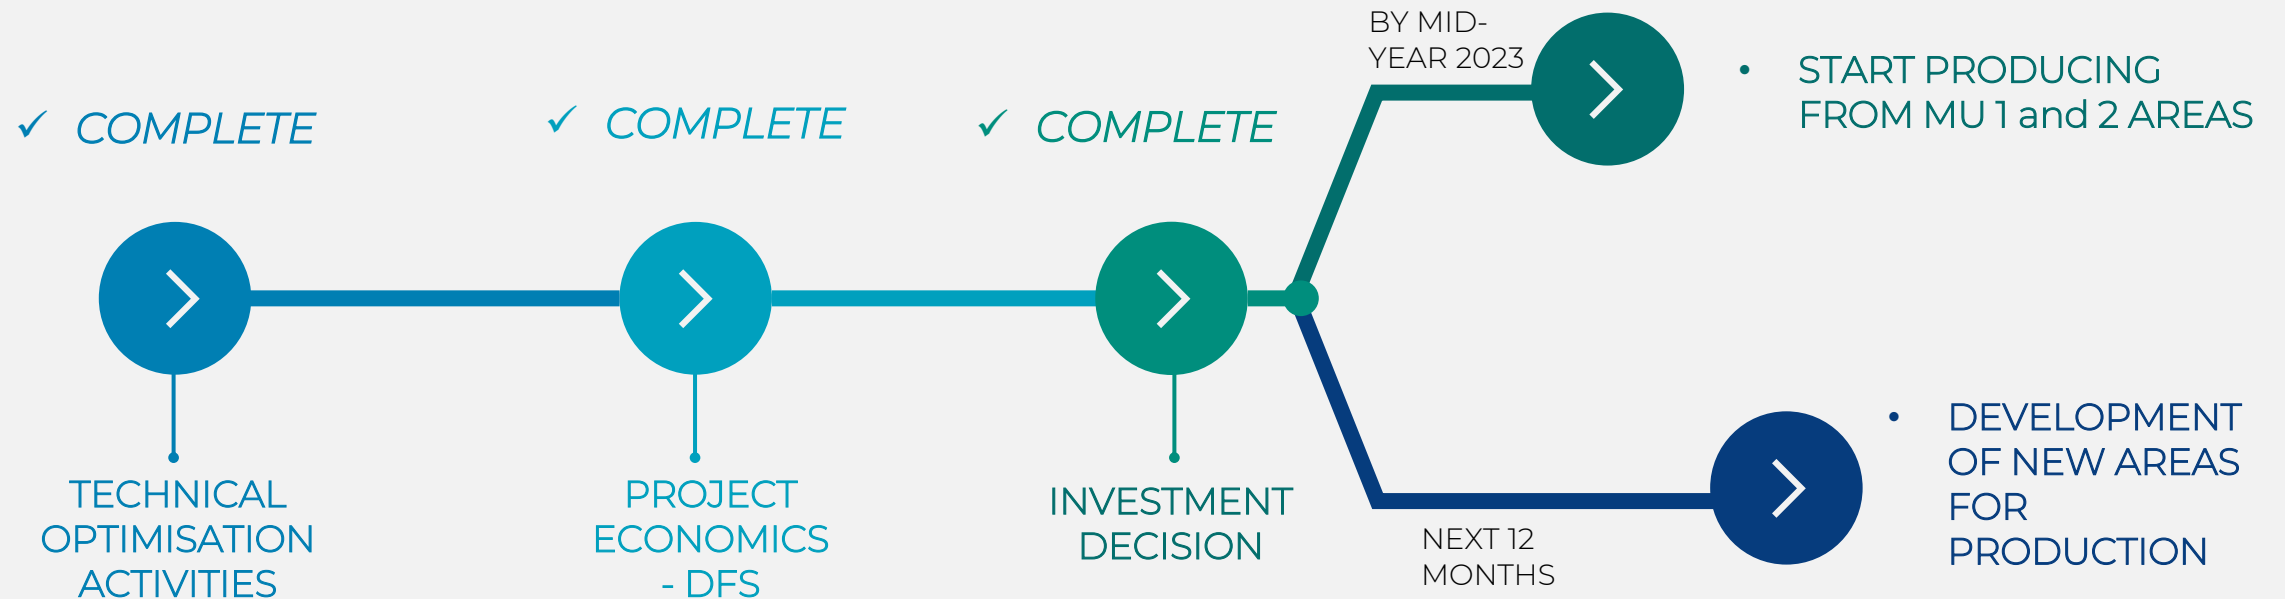 ✓ COMPLETE
✓ COMPLETE
✓ COMPLETE
BY MID-
YEAR 2023
• START PRODUCING
FROM MU 1 and 2 AREAS
TECHNICAL
OPTIMISATION
ACTIVITIES
PROJECT
ECONOMICS
- DFS
INVESTMENT
DECISION
NEXT 12
MONTHS
• DEVELOPMENT
OF NEW AREAS
FOR
PRODUCTION